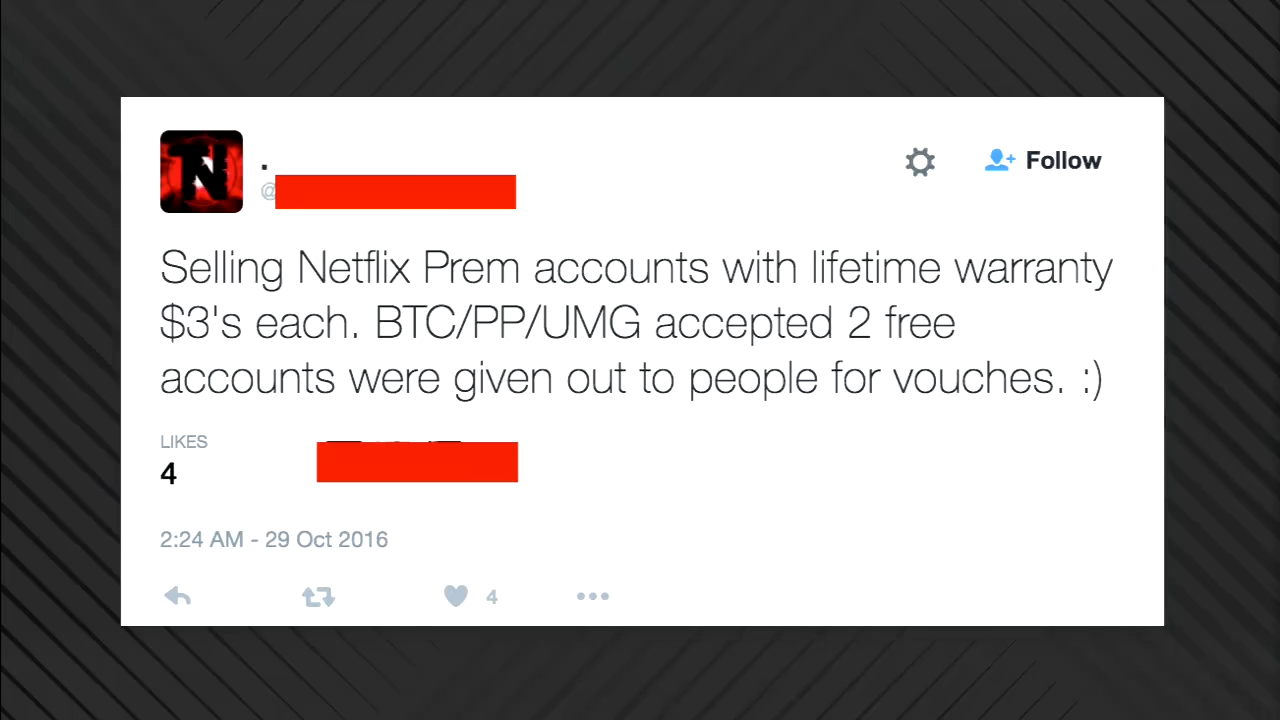 TN
.
@
Follow
Selling Netflix Prem accounts with lifetime warranty
$3's each. BTC/PP/UMG accepted 2 free
accounts were given out to people for vouches. :)
LIKES
4
2:24 AM - 29 Oct 2016
4